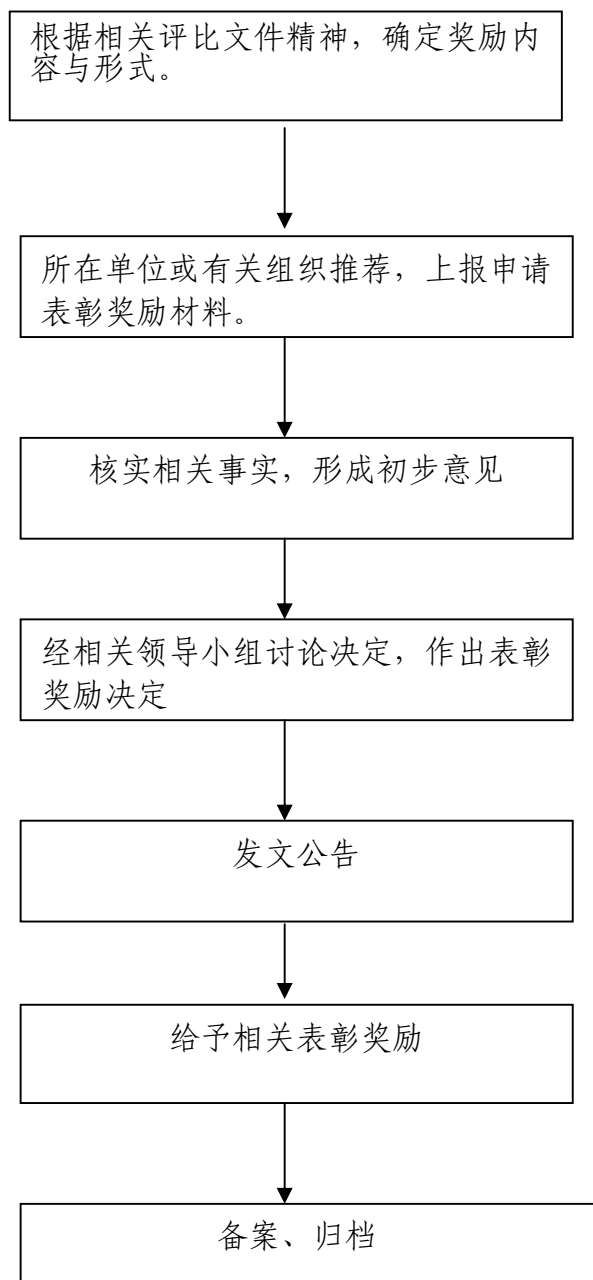 根据相关评比文件精神，确定奖励内
容与形式。
所在单位或有关组织推荐，上报申请
表彰奖励材料。
核实相关事实，形成初步意见
经相关领导小组讨论决定，作出表彰
奖励决定
发文公告
给予相关表彰奖励
备案、归档